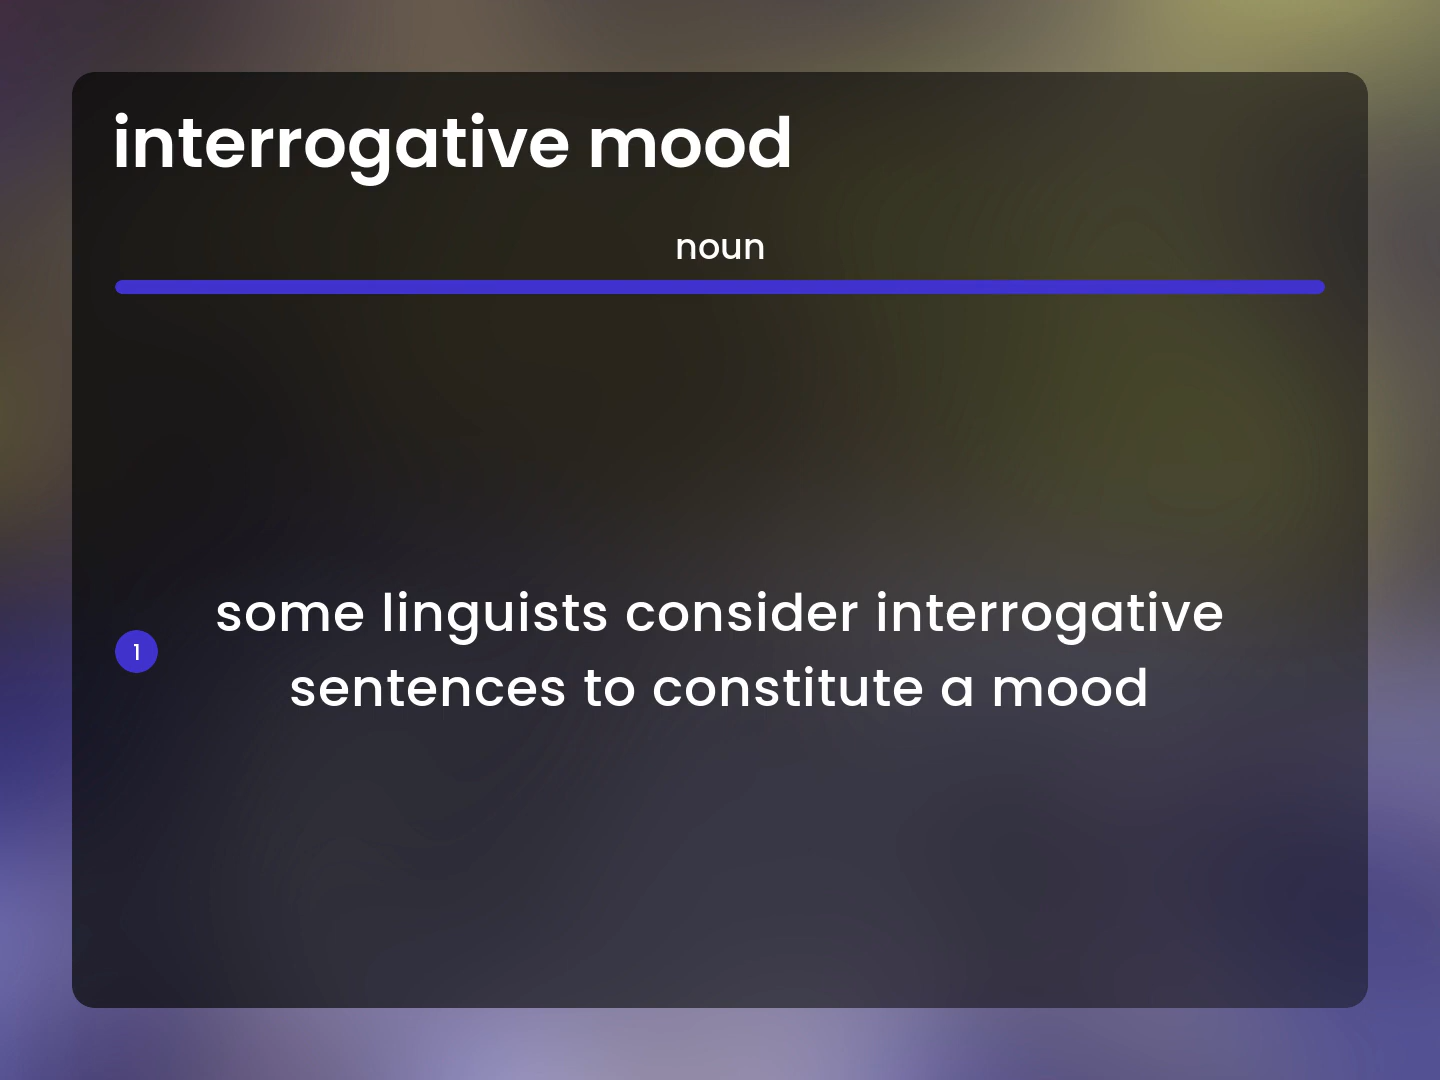 interrogative mood
noun
1
some linguists consider interrogative
sentences to constitute a mood